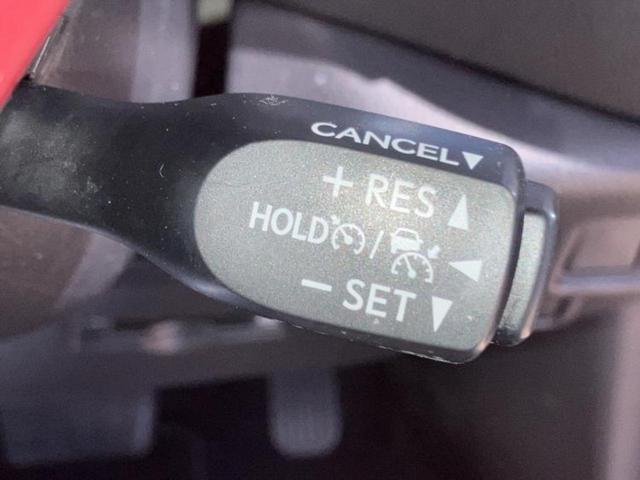 CANCEL▼
+ RES ▲
HOLD / ◀
− SET ▼